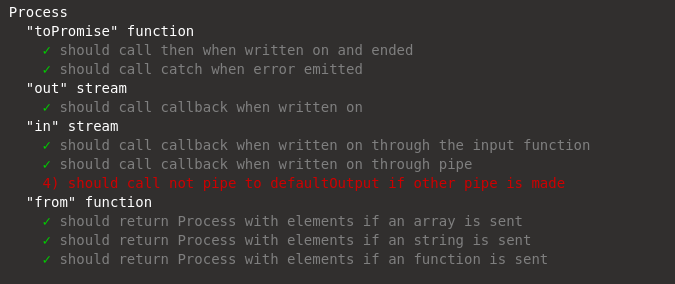 Process
"toPromise" function
✓ should call then when written on and ended
✓ should call catch when error emitted
"out" stream
✓ should call callback when written on
"in" stream
✓ should call callback when written on through the input function
✓ should call callback when written on through pipe
4) should call not pipe to defaultOutput if other pipe is made
"from" function
✓ should return Process with elements if an array is sent
✓ should return Process with elements if an string is sent
✓ should return Process with elements if an function is sent